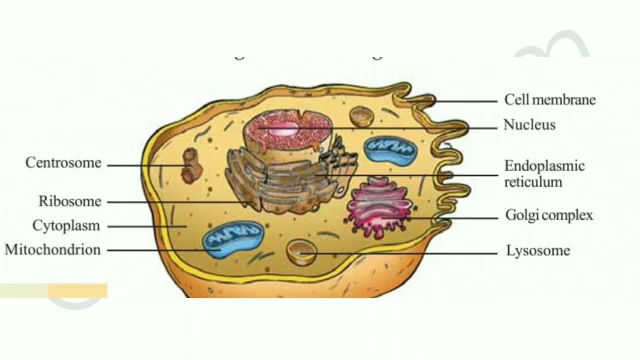 Cell membrane
Nucleus
Centrosome
Endoplasmic
reticulum
Ribosome
Golgi complex
Cytoplasm
Mitochondrion
Lysosome